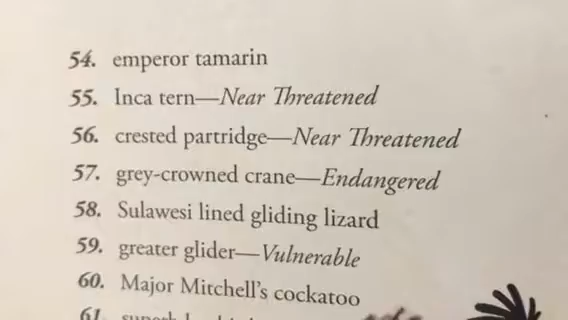 54. emperor tamarin
55. Inca tern—Near Threatened
56. crested partridge—Near Threatened
57. grey-crowned crane—Endangered
58. Sulawesi lined gliding lizard
59. greater glider—Vulnerable
60. Major Mitchell's cockatoo
61.